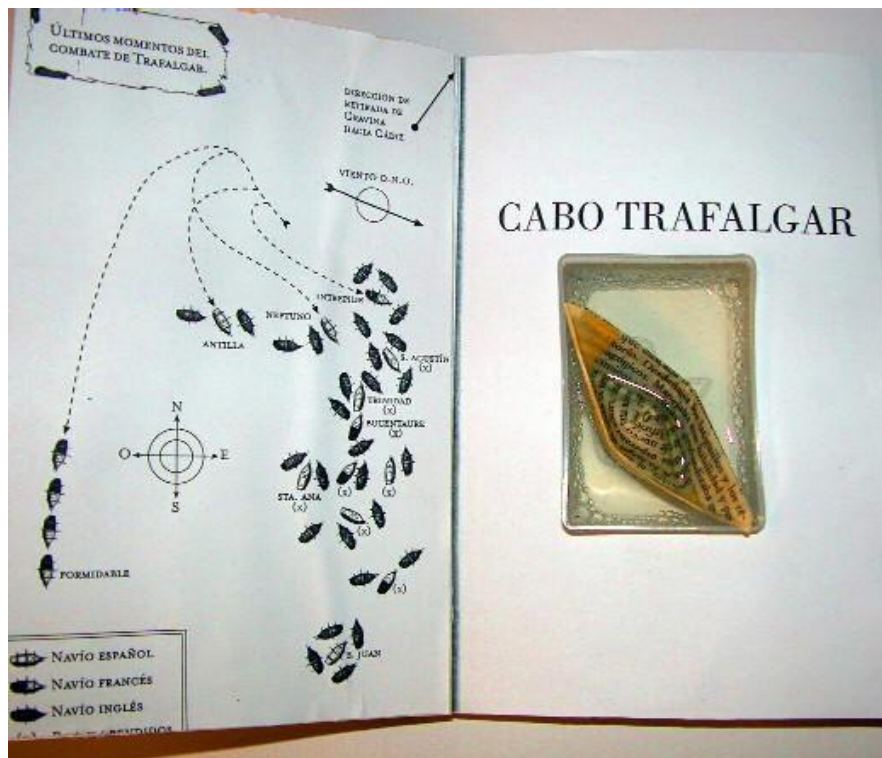 ÚLTIMOS MOMENTOS DEL
COMBATE DE TRAFALGAR.
DIRECCIÓN DE
RETIRADA DE
GRAVINA
HACIA CÁDIZ
VIENTO O.N.O.
INTRÉPIDE
NEPTUNO
ANTILLA
S. AGUSTÍN
(x)
TRINIDAD
(x)
BUCENTAURE
(x)
N
O
E
S
STA. ANA
(x)
(x)
(x)
(x)
FORMIDABLE
(x)
S. JUAN
NAVÍO ESPAÑOL
NAVÍO FRANCÉS
NAVÍO INGLÉS
CABO TRAFALGAR